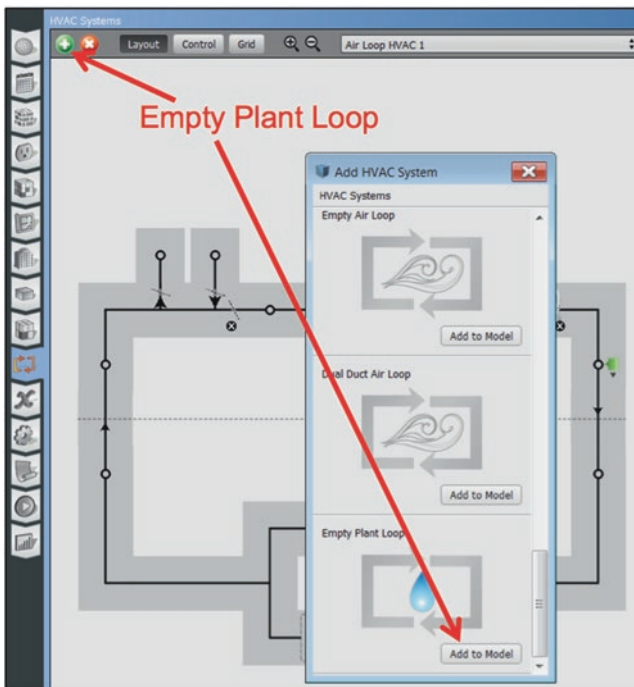 HVAC Systems
Layout Control Grid Air Loop HVAC 1
Empty Plant Loop
Add HVAC System
HVAC Systems
Empty Air Loop
Add to Model
Dual Duct Air Loop
Add to Model
Empty Plant Loop
Add to Model